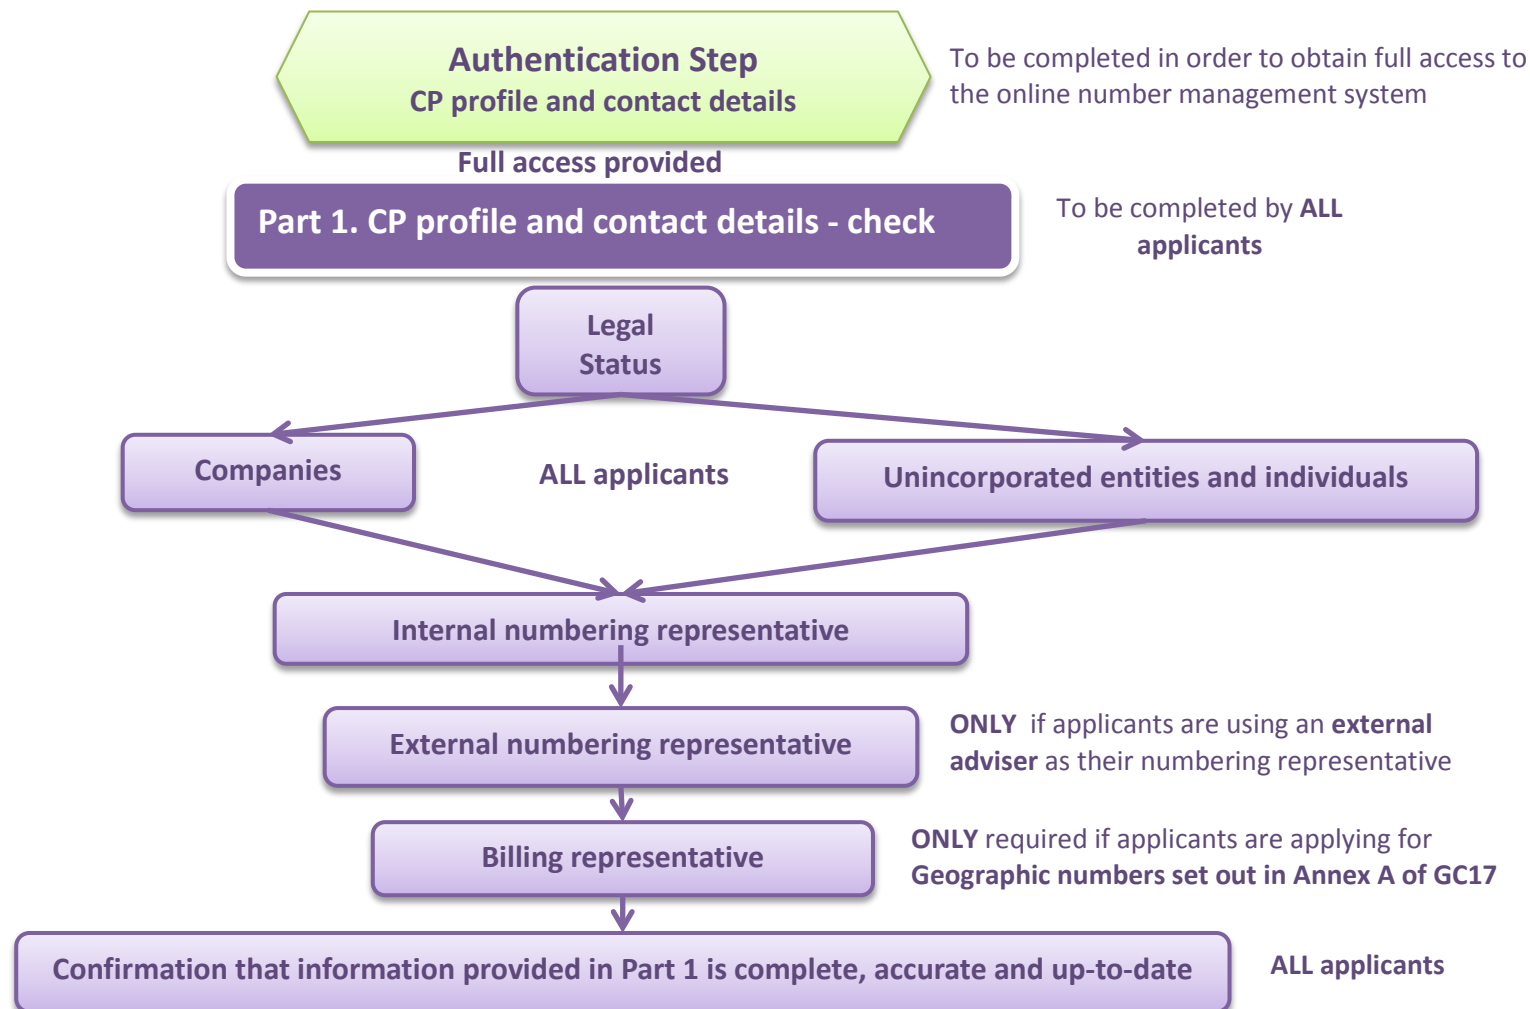 Authentication Step
CP profile and contact details
To be completed in order to obtain full access to
the online number management system
Full access provided
Part 1. CP profile and contact details - check
To be completed by ALL
applicants
Legal
Status
Companies
ALL applicants
Unincorporated entities and individuals
Internal numbering representative
External numbering representative
ONLY if applicants are using an external
adviser as their numbering representative
Billing representative
ONLY required if applicants are applying for
Geographic numbers set out in Annex A of GC17
Confirmation that information provided in Part 1 is complete, accurate and up-to-date
ALL applicants